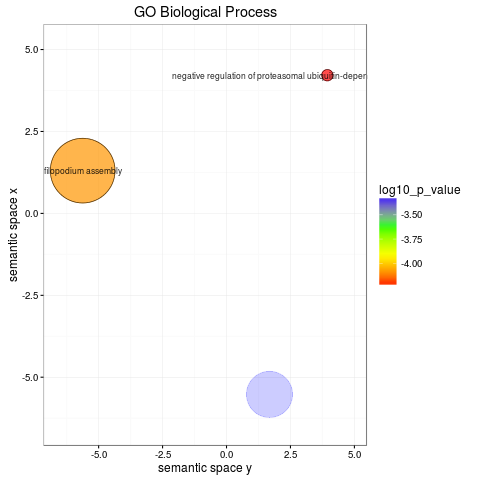 GO Biological Process
5.0
negative regulation of proteasomal ubiquitin-depen
2.5
filopodium assembly
0.0
-2.5
-5.0
-5.0
-2.5
0.0
2.5
5.0
semantic space y
semantic space x
log10_p_value
-3.50
-3.75
-4.00